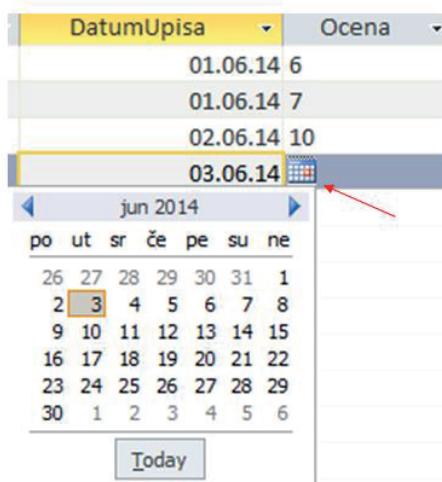 DatumUpisa Ocena
01.06.14 6
01.06.14 7
02.06.14 10
03.06.14
jun 2014
po ut sr če pe su ne
26 27 28 29 30 31 1
2 3 4 5 6 7 8
9 10 11 12 13 14 15
16 17 18 19 20 21 22
23 24 25 26 27 28 29
30 1 2 3 4 5 6
Today